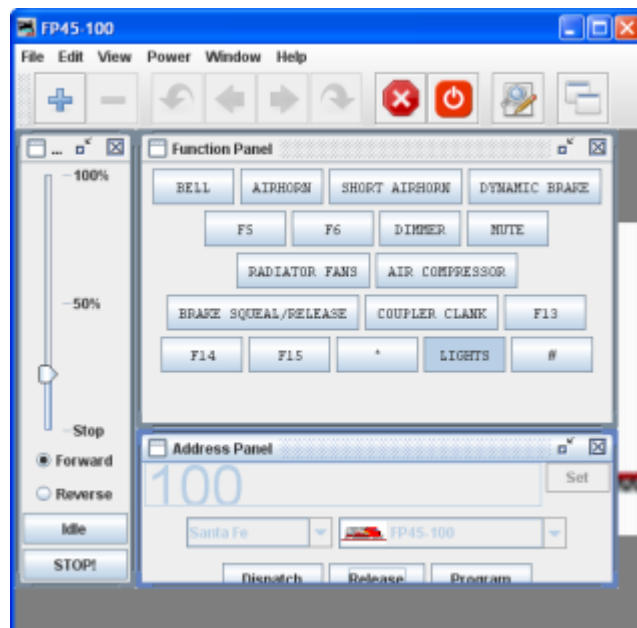 FP45-100
File Edit View Power Window Help
...
100%
50%
Stop
Forward
Reverse
Idle
STOP!
Function Panel
BELL AIRHORN SHORT AIRHORN DYNAMIC BRAKE
F5 F6 DIMMER MUTE
RADIATOR FANS AIR COMPRESSOR
BRAKE SQUEAL/RELEASE COUPLER CLANK F13
F14 F15 * LIGHTS #
Address Panel
100 Set
Santa Fe FP45-100
Dispatch Release Program